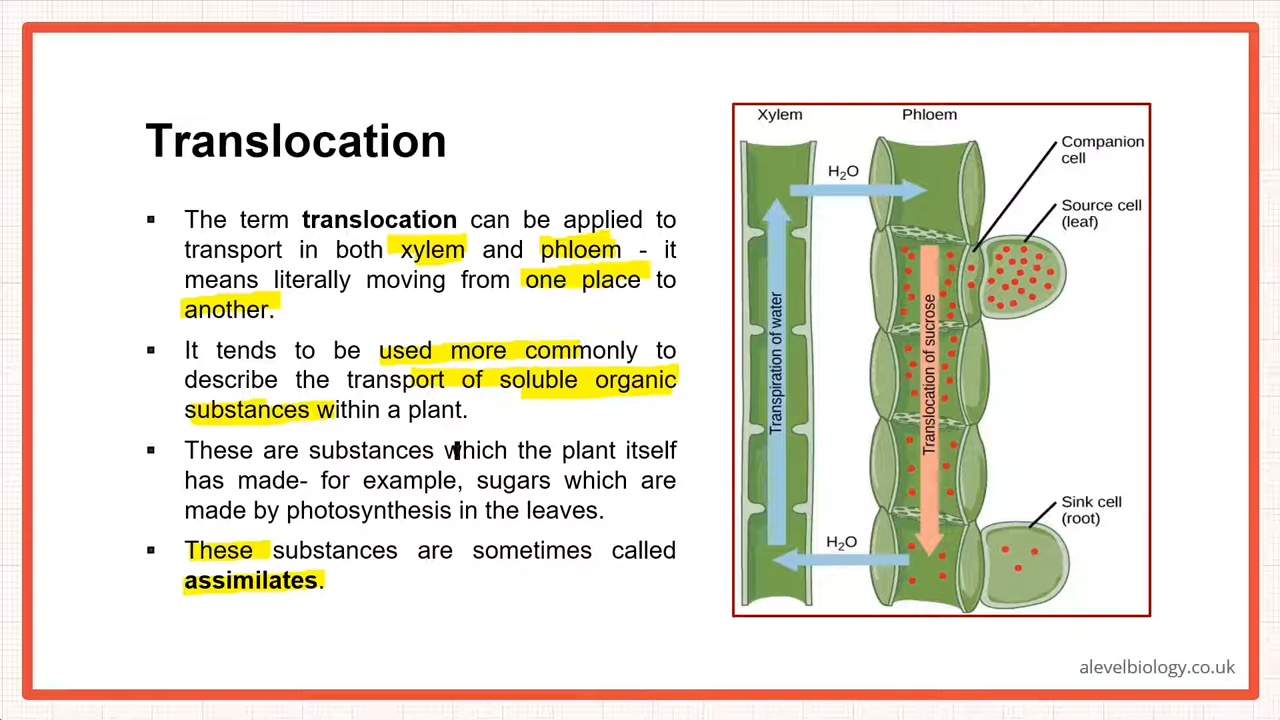 Translocation
▪ The term translocation can be applied to
transport in both xylem and phloem - it
means literally moving from one place to
another.
▪ It tends to be used more commonly to
describe the transport of soluble organic
substances within a plant.
▪ These are substances which the plant itself
has made- for example, sugars which are
made by photosynthesis in the leaves.
▪ These substances are sometimes called
assimilates.
Xylem
Phloem
Companion
cell
H₂O
Source cell
(leaf)
Transpiration of water
Translocation of sucrose
Sink cell
(root)
H₂O
alevelbiology.co.uk